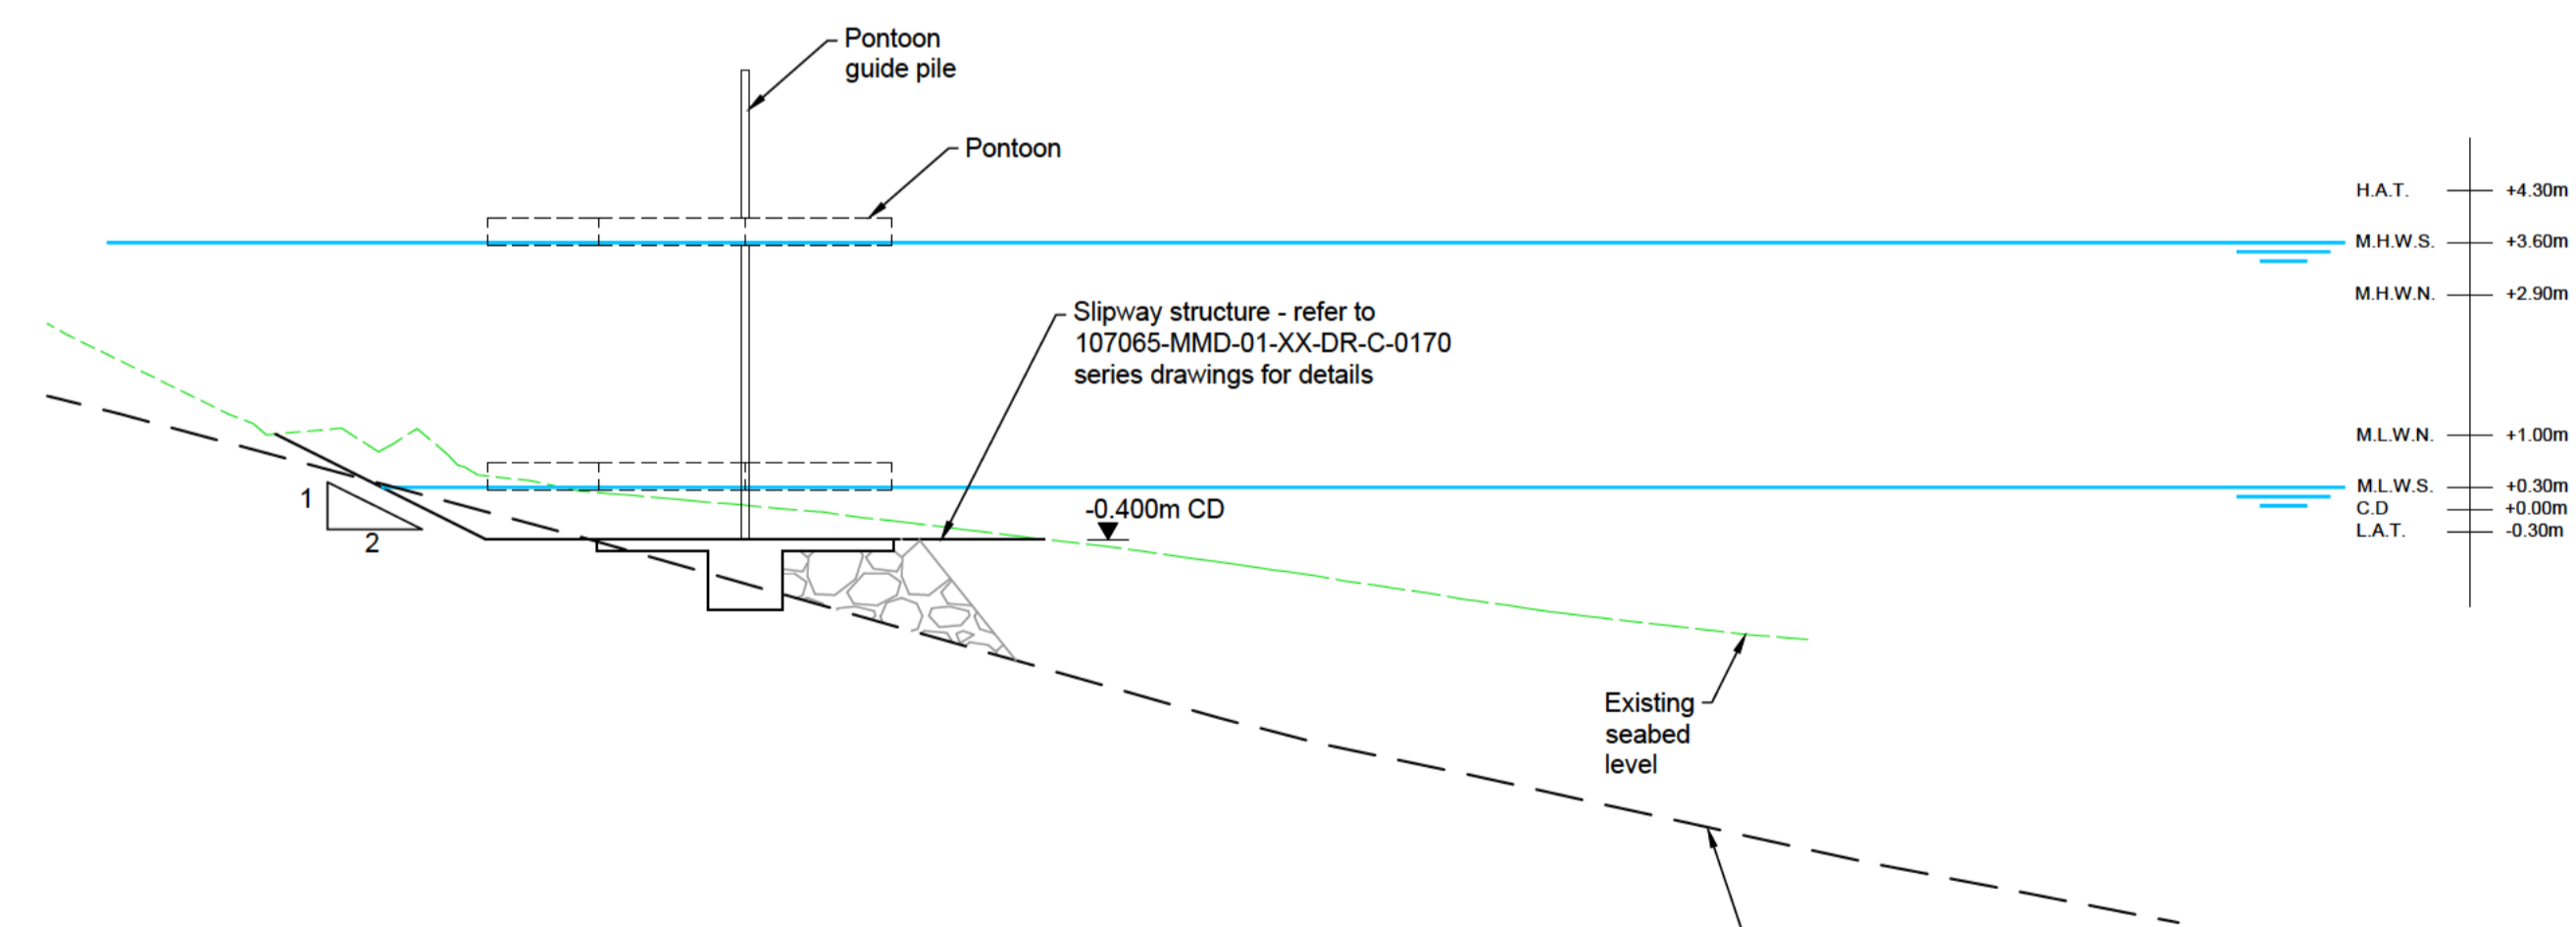 Pontoon
guide pile
Pontoon
H.A.T. +4.30m
M.H.W.S. +3.60m
M.H.W.N. +2.90m
Slipway structure - refer to
107065-MMD-01-XX-DR-C-0170
series drawings for details
M.L.W.N. +1.00m
M.L.W.S. +0.30m
C.D +0.00m
L.A.T. -0.30m
1
2
-0.400m CD
Existing
seabed
level